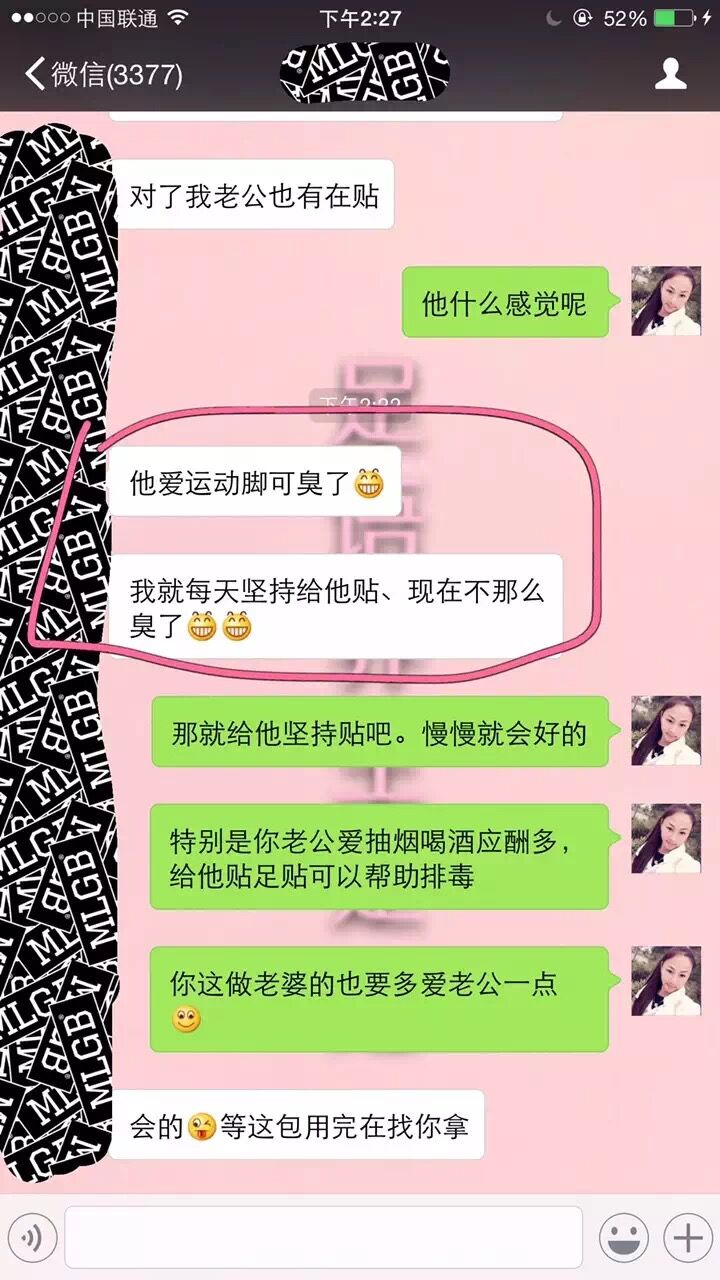 中国联通
下午2:27
52%
微信(3377)
对了我老公也有在贴
他什么感觉呢
他爱运动脚可臭了😁
我就每天坚持给他贴、现在不那么
臭了😁😁
那就给他坚持贴吧。慢慢就会好的
特别是你老公爱抽烟喝酒应酬多，
给他贴足贴可以帮助排毒
你这做老婆的也要多爱老公一点
🙂
会的😜等这包用完在找你拿
MLGB